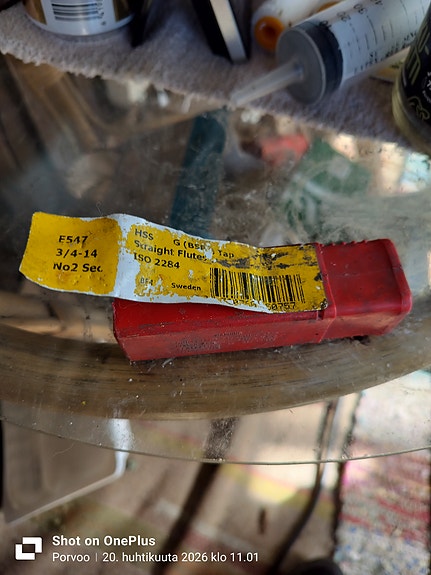 E547
3/4-14
No2 Sec.
HSS G (BSP) Tap
Straight Flutes
ISO 2284
Sweden
Shot on OnePlus
Porvoo | 20. huhtikuuta 2026 klo 11.01